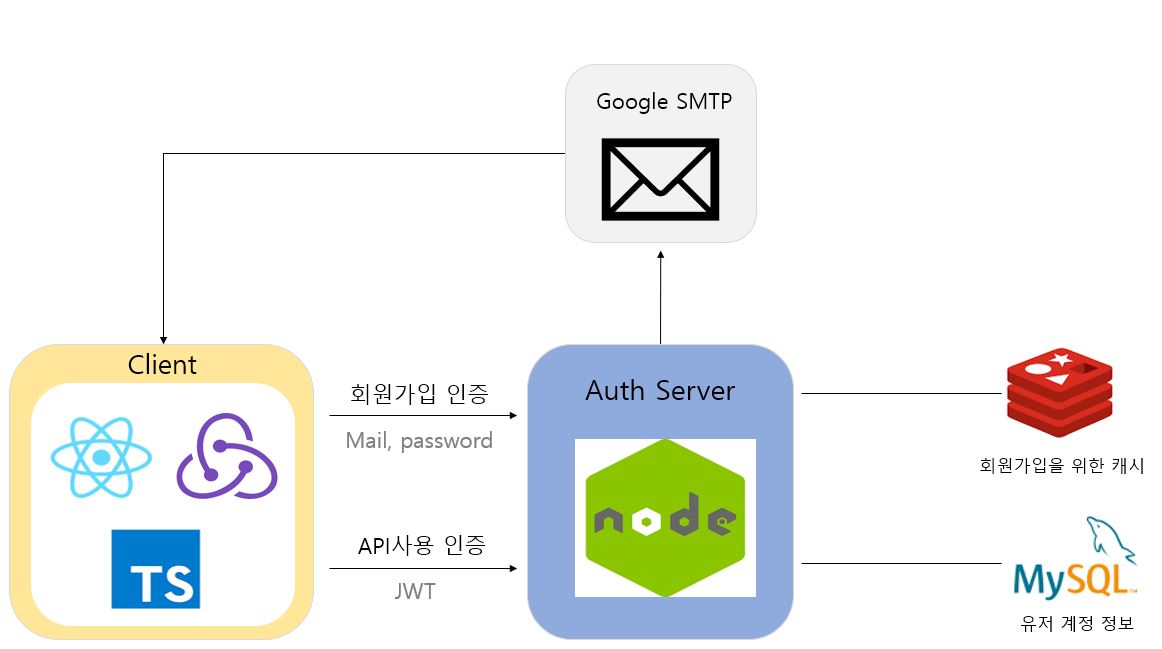 Google SMTP
Client
회원가입 인증
Mail, password
Auth Server
node
회원가입을 위한 캐시
TS
API사용 인증
JWT
MySQL
TM
유저 계정 정보